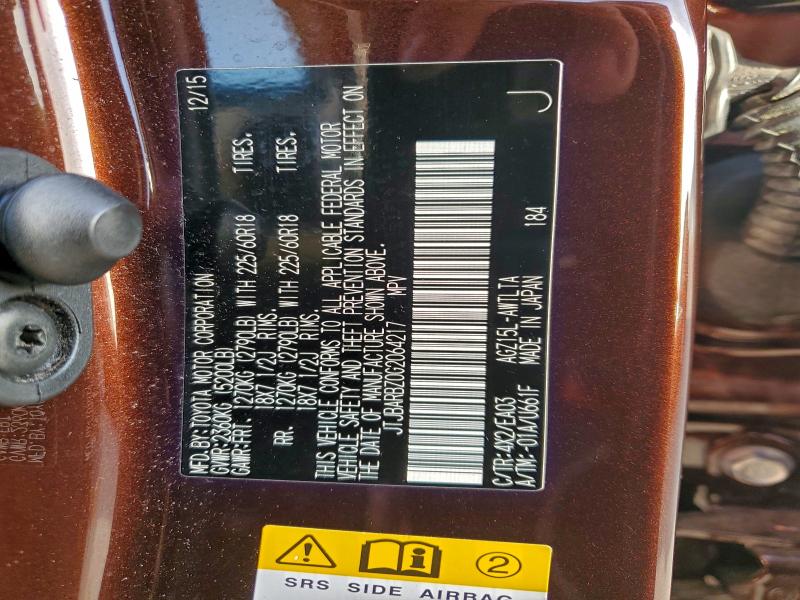 MFD. BY: TOYOTA MOTOR CORPORATION 12/15
GVWR: 2360KG (5200LB)
GAWR: FRT. 1270KG (2790LB) WITH 225/60R18 TIRES.
18X7 1/2J RIMS.
RR. 1270KG (2790LB) WITH 225/60R18 TIRES.
18X7 1/2J RIMS.
THIS VEHICLE CONFORMS TO ALL APPLICABLE FEDERAL MOTOR
VEHICLE SAFETY AND THEFT PREVENTION STANDARDS IN EFFECT ON
THE DATE OF MANUFACTURE SHOWN ABOVE.
JTJBARBZ0G2064217 MPV
C/TR: 4X2/EA03 AGZ15L-AWTLTA 184 J
A/TM: -01A/U661F MADE IN JAPAN
2
SRS SIDE AIRBAG